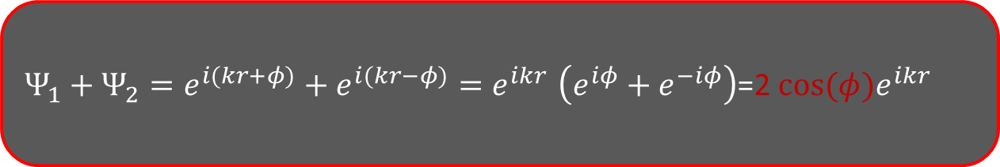 Ψ₁ + Ψ₂ = e^{i(kr+ϕ)} + e^{i(kr−ϕ)} = e^{ikr} (e^{iϕ} + e^{−iϕ})=2 cos(ϕ)e^{ikr}